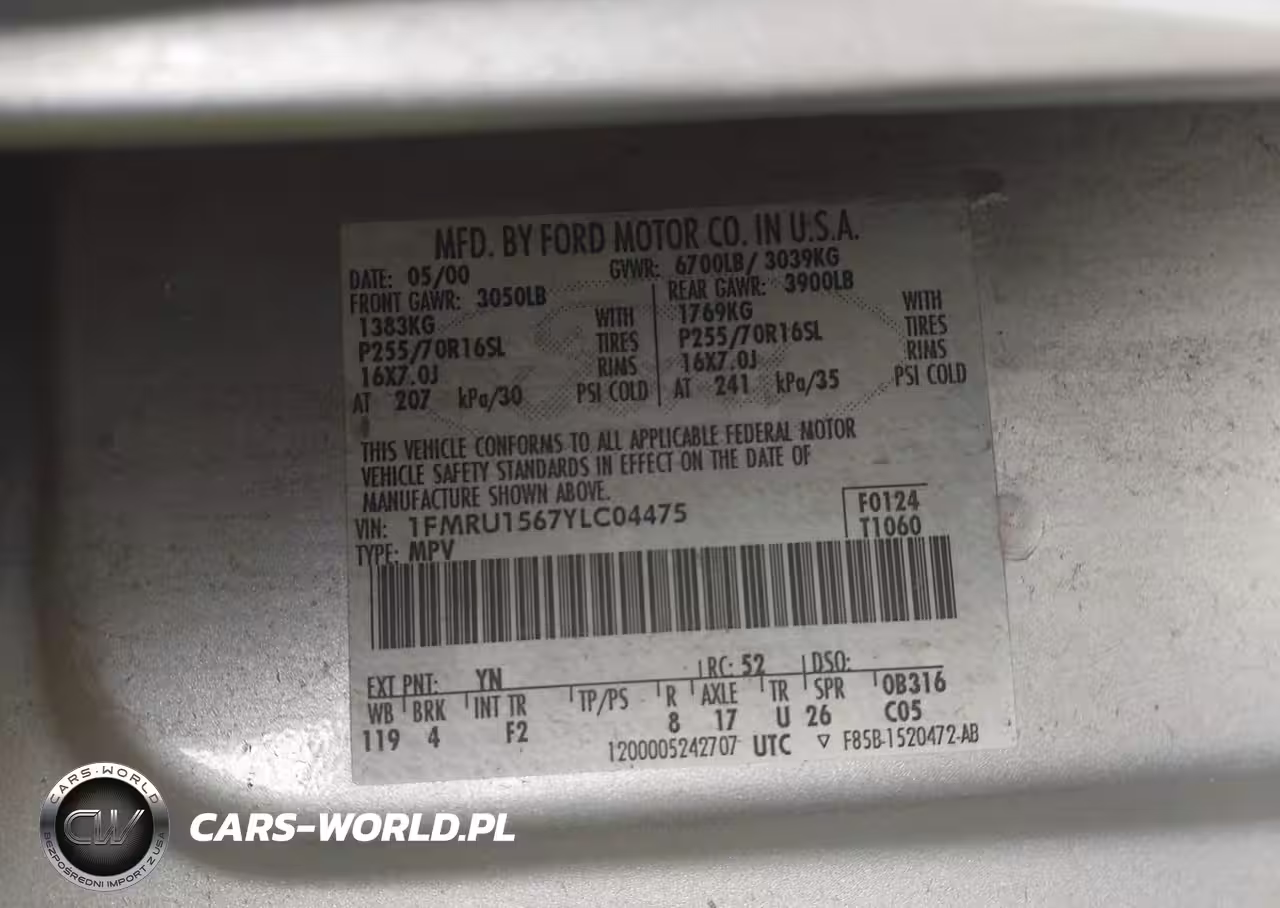 MFD. BY FORD MOTOR CO. IN U.S.A.
DATE: 05/00 GVWR: 6700LB/ 3039KG
FRONT GAWR: 3050LB REAR GAWR: 3900LB
1383KG WITH 1769KG WITH
P255/70R16SL TIRES P255/70R16SL TIRES
16X7.0J RIMS 16X7.0J RIMS
AT 207 kPa/30 PSI COLD AT 241 kPa/35 PSI COLD
THIS VEHICLE CONFORMS TO ALL APPLICABLE FEDERAL MOTOR
VEHICLE SAFETY STANDARDS IN EFFECT ON THE DATE OF
MANUFACTURE SHOWN ABOVE.
VIN: 1FMRU1567YLC04475 F0124
TYPE: MPV T1060
EXT PNT: YN RC: 52 DSO:
WB BRK INT TR TP/PS R AXLE TR SPR 0B316
119 4 F2 8 17 U 26 C05
1200005242707 UTC ▽ F85B-1520472-AB
CARS-WORLD
CW
BEZPOŚREDNI IMPORT Z USA
CARS-WORLD.PL